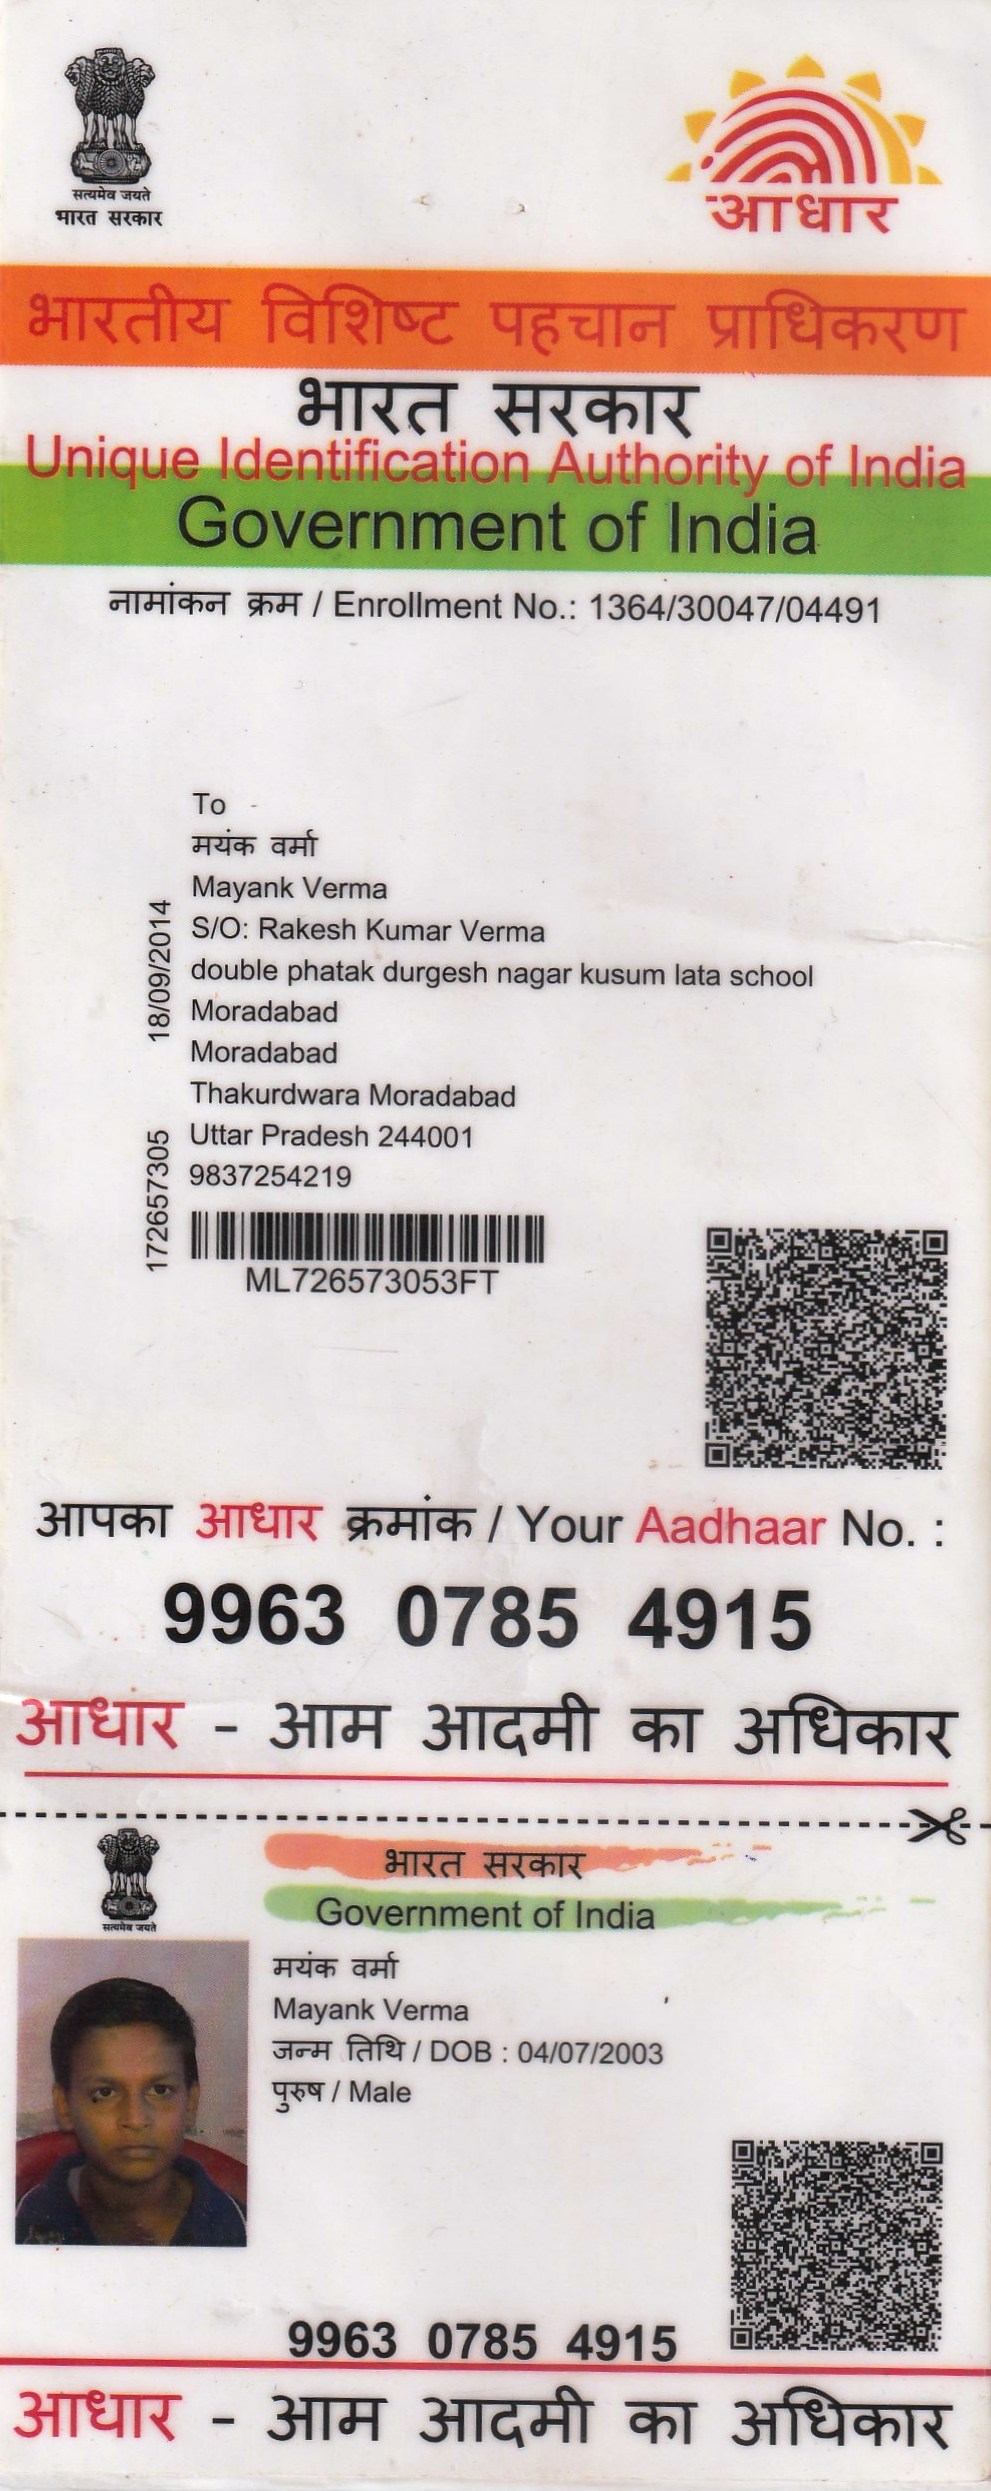 सत्यमेव जयते
भारत सरकार
आधार
भारतीय विशिष्ट पहचान प्राधिकरण
भारत सरकार
Unique Identification Authority of India
Government of India
नामांकन क्रम / Enrollment No.: 1364/30047/04491
To
मयंक वर्मा
Mayank Verma
S/O: Rakesh Kumar Verma
double phatak durgesh nagar kusum lata school
Moradabad
Moradabad
Thakurdwara Moradabad
Uttar Pradesh 244001
9837254219
18/09/2014
172657305
ML726573053FT
आपका आधार क्रमांक / Your Aadhaar No. :
9963 0785 4915
आधार - आम आदमी का अधिकार
सत्यमेव जयते
भारत सरकार
Government of India
मयंक वर्मा
Mayank Verma
जन्म तिथि / DOB : 04/07/2003
पुरुष / Male
9963 0785 4915
आधार - आम आदमी का अधिकार